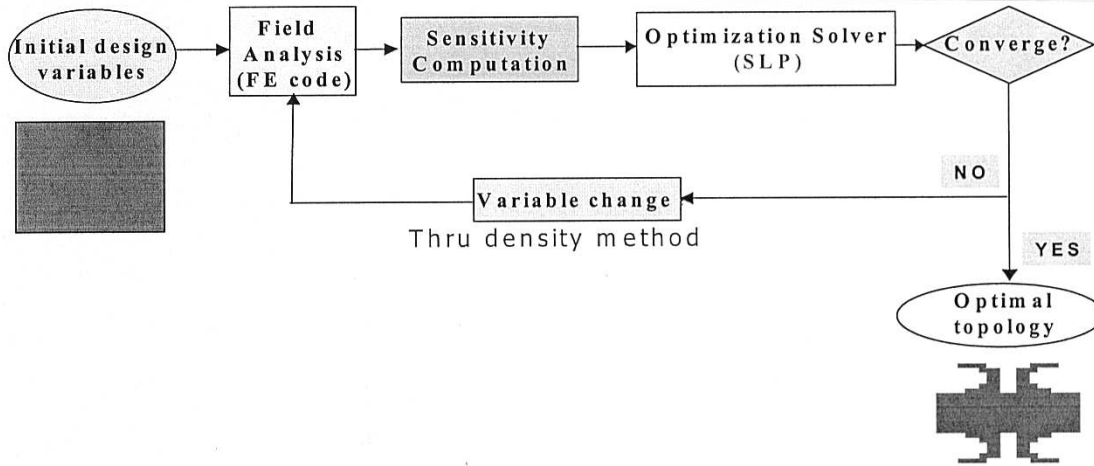 Initial design
variables
Field
Analysis
(FE code)
Sensitivity
Computation
Optimization Solver
(SLP)
Converge?
NO
Variable change
Thru density method
YES
Optimal
topology